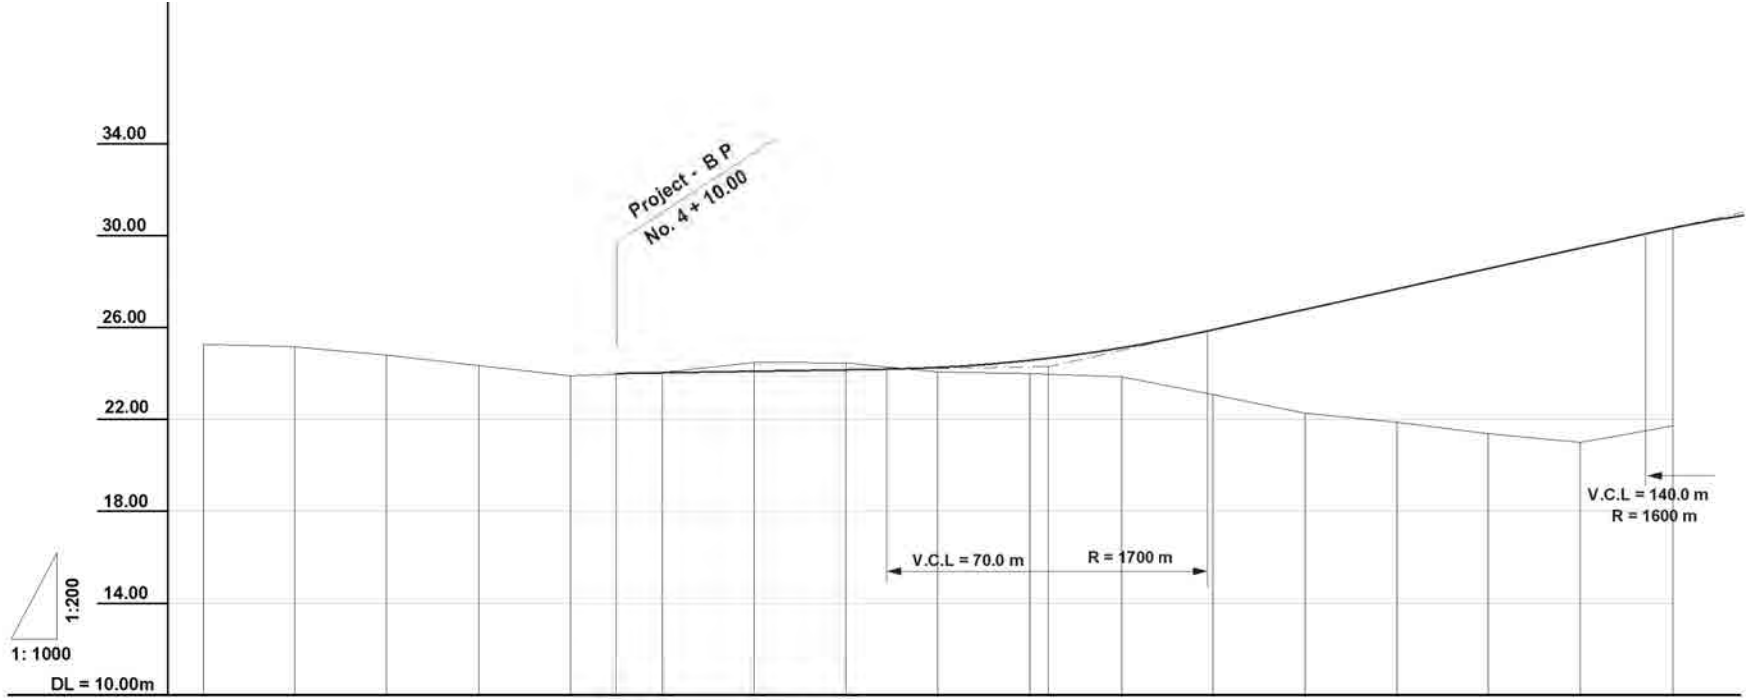 34.00
Project - B P
No. 4 + 10.00
30.00
26.00
22.00
18.00
V.C.L = 140.0 m
R = 1600 m
V.C.L = 70.0 m R = 1700 m
14.00
1:200
1: 1000
DL = 10.00m